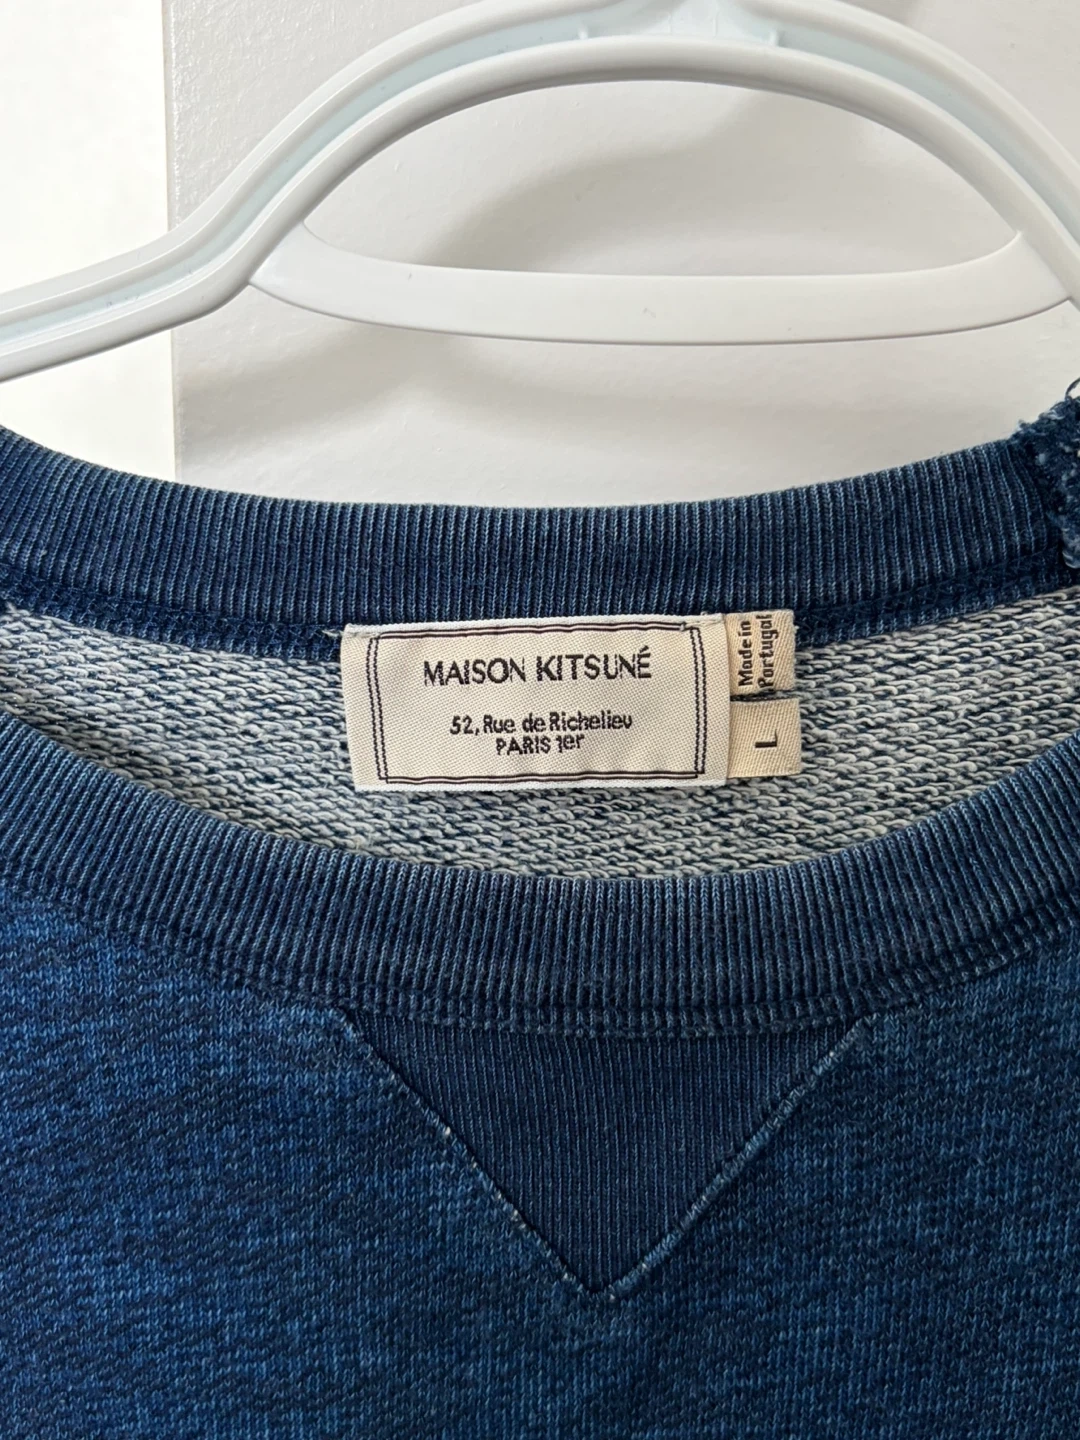 MAISON KITSUNÉ
52, Rue de Richelieu
PARIS 1er
Made in
Portugal
L